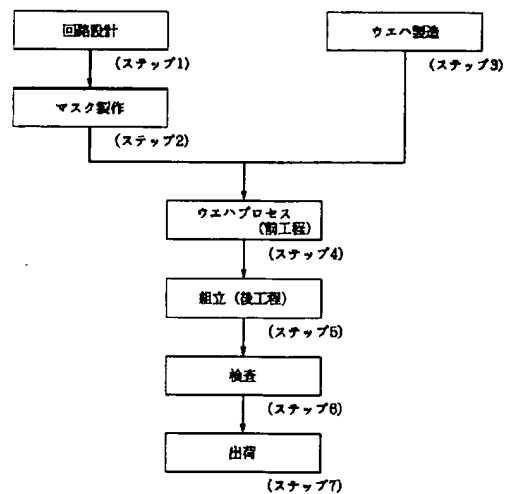 回路設計
(ステップ1)
マスク製作
(ステップ2)
ウエハ製造
(ステップ3)
ウエハプロセス
(前工程)
(ステップ4)
組立(後工程)
(ステップ5)
検査
(ステップ6)
出荷
(ステップ7)